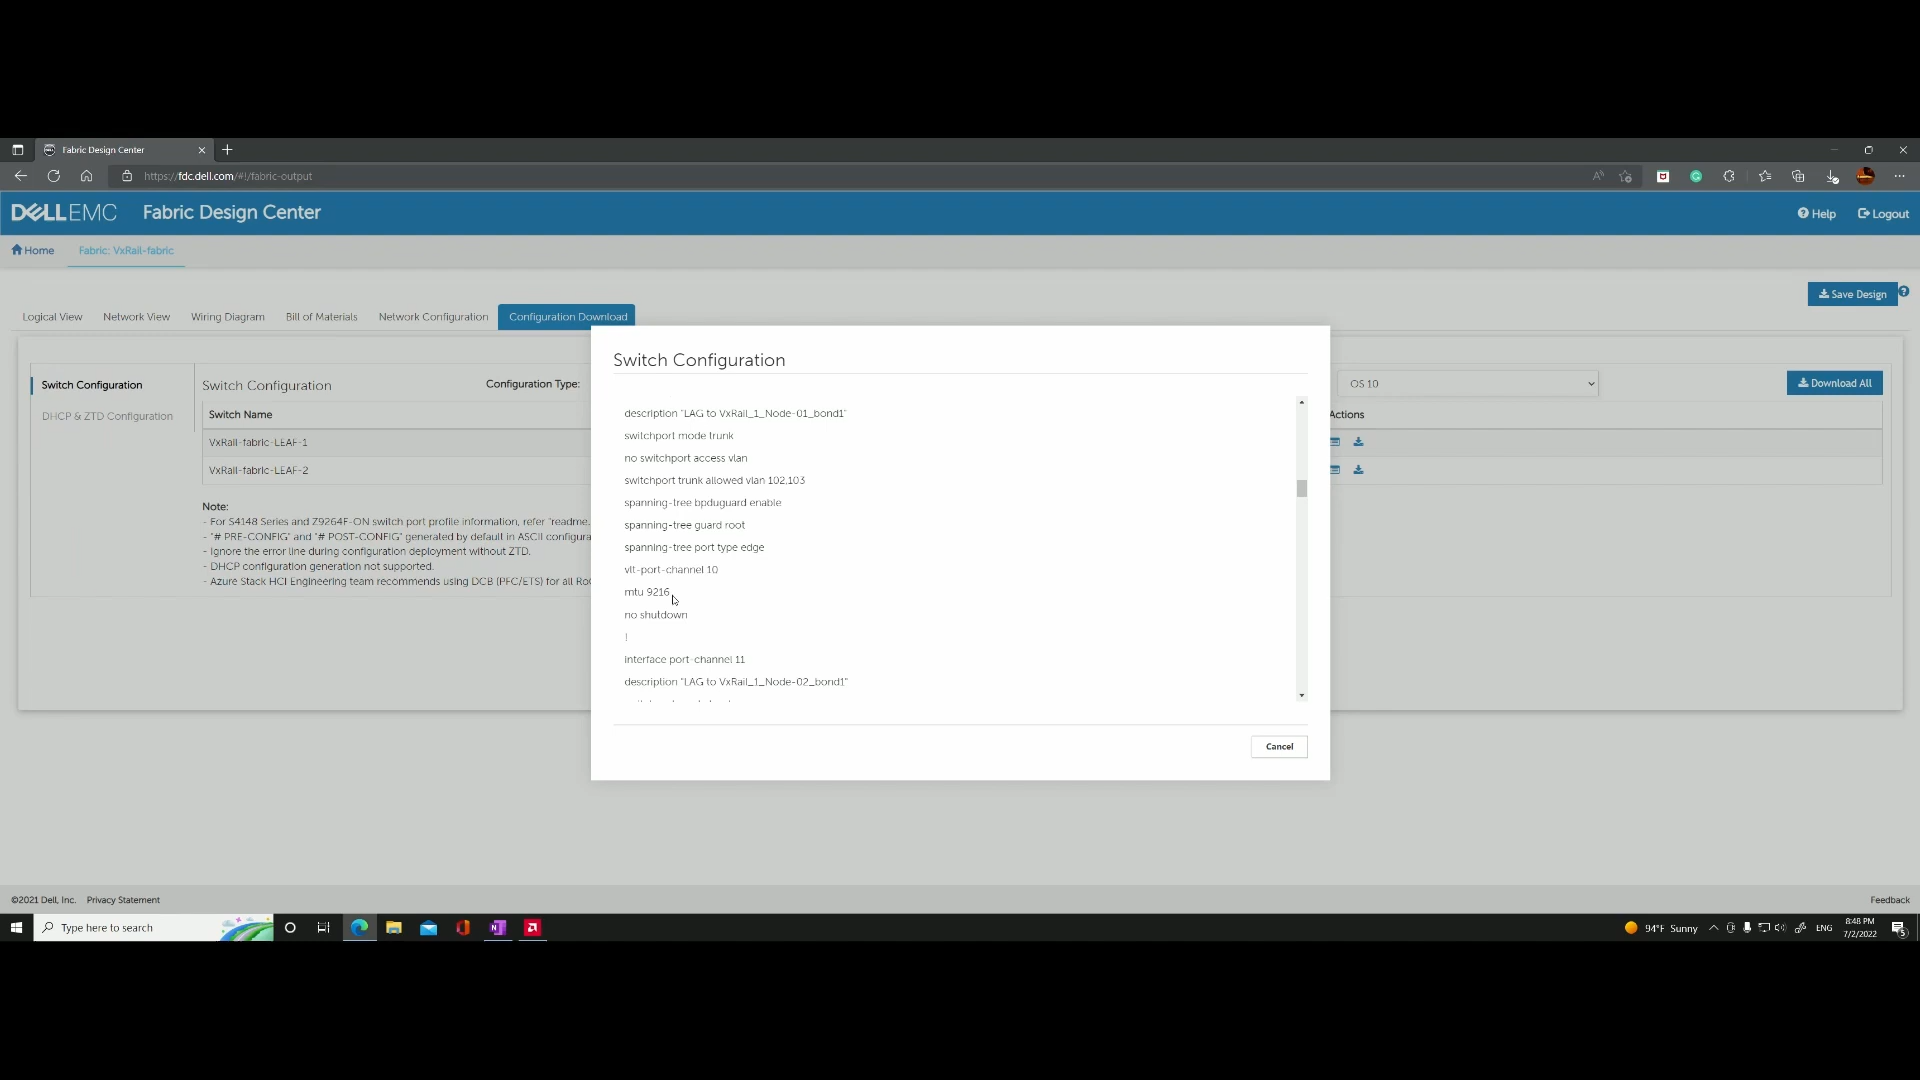 Fabric Design Center
https://fdc.dell.com/#!/fabric-output
DELLEMC Fabric Design Center
Help
Logout
Home
Fabric: VxRail-fabric
Save Design
Logical View
Network View
Wiring Diagram
Bill of Materials
Network Configuration
Configuration Download
Switch Configuration
DHCP & ZTD Configuration
Switch Configuration
Configuration Type:
OS 10
Download All
Switch Name
Actions
VxRail-fabric-LEAF-1
VxRail-fabric-LEAF-2
Note:
- For S4148 Series and Z9264F-ON switch port profile information, refer "readme.
- "# PRE-CONFIG" and "# POST-CONFIG" generated by default in ASCII configura
- Ignore the error line during configuration deployment without ZTD.
- DHCP configuration generation not supported.
- Azure Stack HCI Engineering team recommends using DCB (PFC/ETS) for all Ro
Switch Configuration
description "LAG to VxRail_1_Node-01_bond1"
switchport mode trunk
no switchport access vlan
switchport trunk allowed vlan 102,103
spanning-tree bpduguard enable
spanning-tree guard root
spanning-tree port type edge
vlt-port-channel 10
mtu 9216
no shutdown
!
interface port-channel 11
description "LAG to VxRail_1_Node-02_bond1"
Cancel
©2021 Dell, Inc.
Privacy Statement
Feedback
Type here to search
94°F Sunny
ENG
8:48 PM
7/2/2022
5